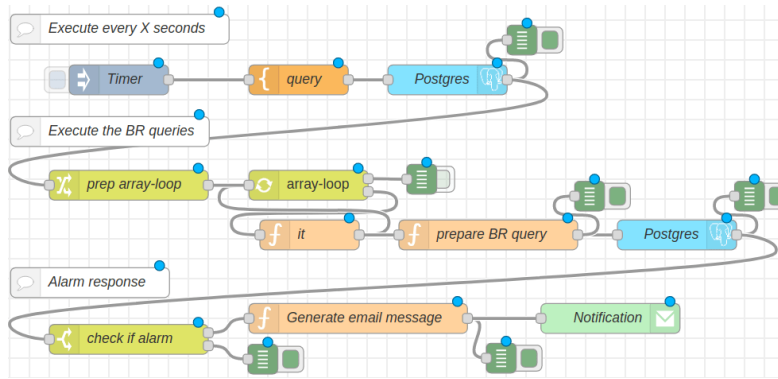 Execute every X seconds
Timer
query
Postgres
Execute the BR queries
prep array-loop
array-loop
it
prepare BR query
Postgres
Alarm response
Generate email message
Notification
check if alarm